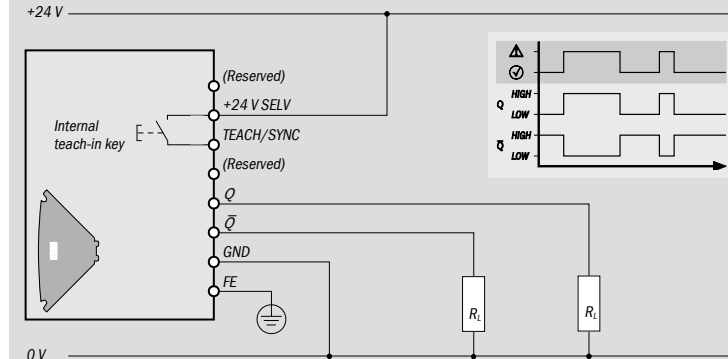 +24 V
(Reserved)
+24 V SELV
Internal
teach-in key
TEACH/SYNC
(Reserved)
Q
Q̅
GND
FE
R_L
R_L
0 V
Q
HIGH
LOW
Q̅
HIGH
LOW